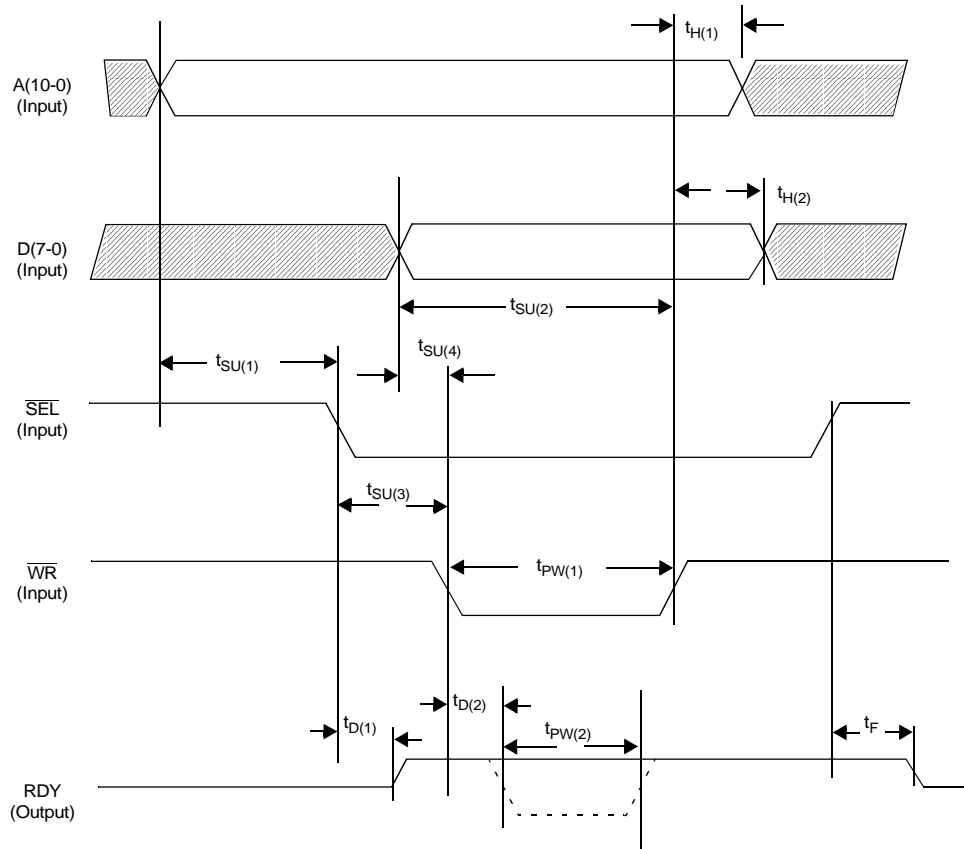 t_H(1)
A(10-0)
(Input)
t_H(2)
D(7-0)
(Input)
t_SU(2)
t_SU(4)
t_SU(1)
SEL
(Input)
t_SU(3)
WR
(Input)
t_PW(1)
t_D(2)
t_D(1)
t_PW(2)
t_F
RDY
(Output)